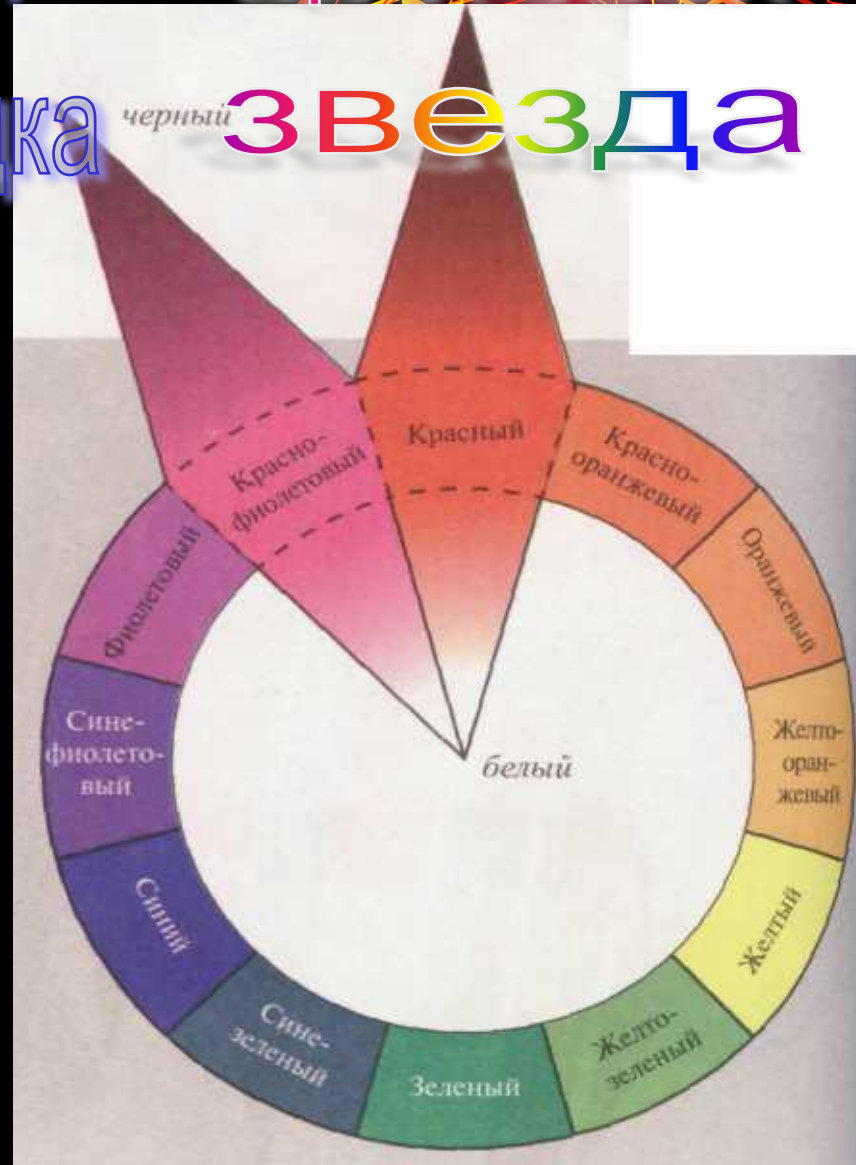 звезда
черный
Красный
Красно-
фиолетовый
Красно-
оранжевый
Оранжевый
Фиолетовый
Желто-
оран-
жевый
Сине-
фиолето-
вый
белый
Желтый
Синий
Желто-
зеленый
Сине-
зеленый
Зеленый